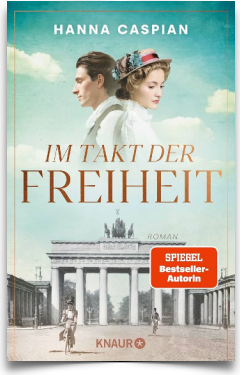 HANNA CASPIAN
IM TAKT DER
FREIHEIT
ROMAN
SPIEGEL
Bestseller-
Autorin
KNAUR